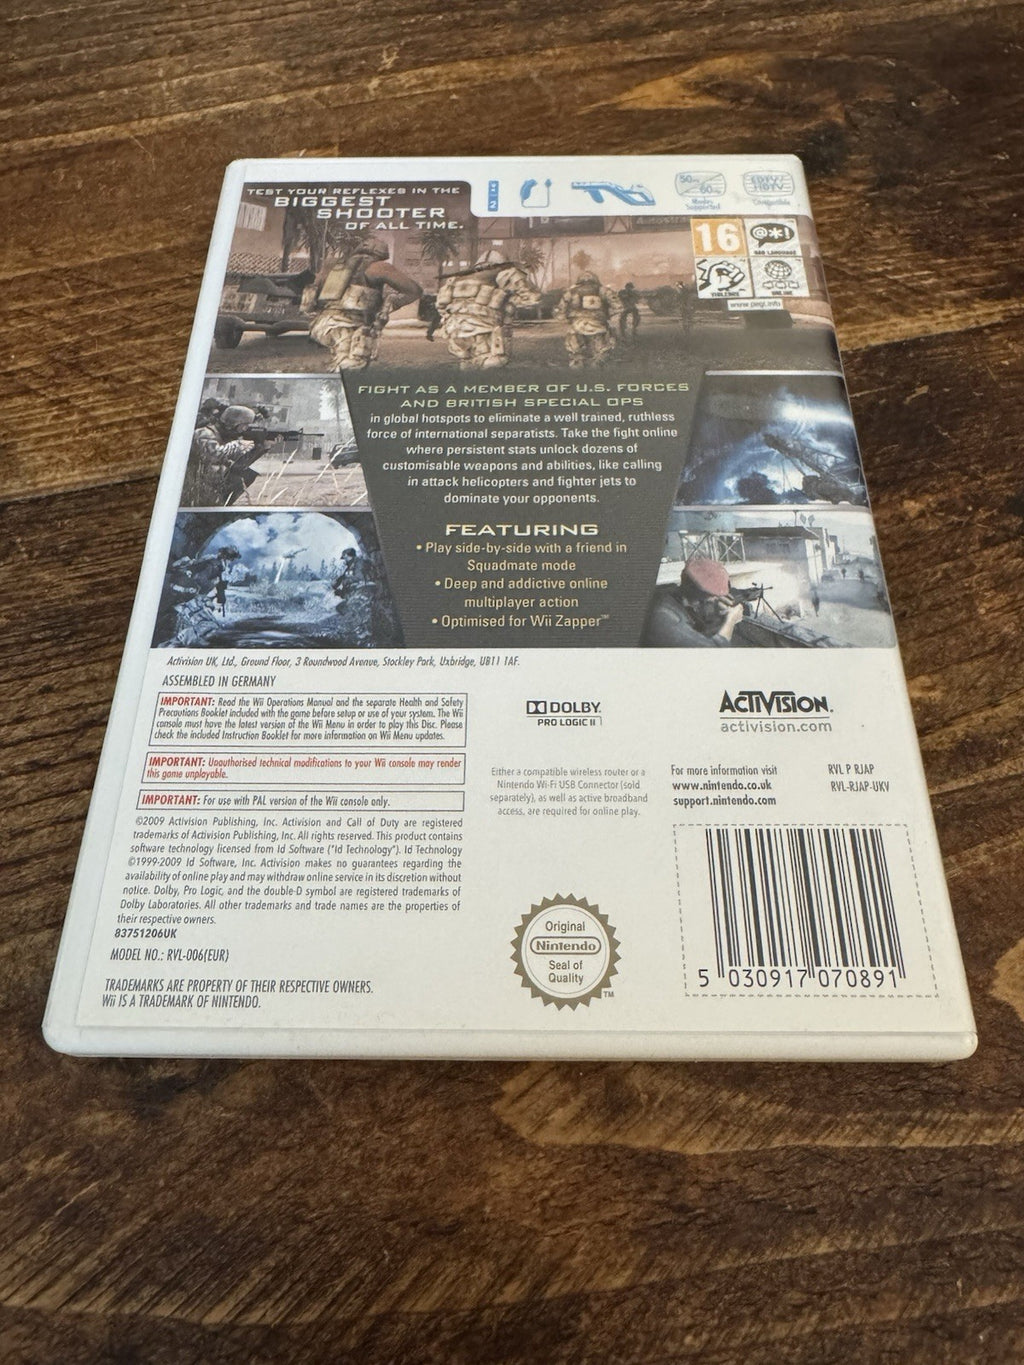 TEST YOUR REFLEXES IN THE
BIGGEST
SHOOTER
OF ALL TIME.
50Hz
60Hz
Modes
Supported
EDTV/
HDTV
Compatible
16
@*!
BAD LANGUAGE
VIOLENCE
ONLINE
www.pegi.info
FIGHT AS A MEMBER OF U.S. FORCES
AND BRITISH SPECIAL OPS
in global hotspots to eliminate a well trained, ruthless
force of international separatists. Take the fight online
where persistent stats unlock dozens of
customisable weapons and abilities, like calling
in attack helicopters and fighter jets to
dominate your opponents.
FEATURING
• Play side-by-side with a friend in
Squadmate mode
• Deep and addictive online
multiplayer action
• Optimised for Wii Zapper™
Activision UK, Ltd., Ground Floor, 3 Roundwood Avenue, Stockley Park, Uxbridge, UB11 1AF.
ASSEMBLED IN GERMANY
IMPORTANT: Read the Wii Operations Manual and the separate Health and Safety
Precautions Booklet included with the game before setup or use of your system. The Wii
console must have the latest version of the Wii Menu in order to play this Disc. Please
check the included Instruction Booklet for more information on Wii Menu updates.
IMPORTANT: Unauthorised technical modifications to your Wii console may render
this game unplayable.
IMPORTANT: For use with PAL version of the Wii console only.
©2009 Activision Publishing, Inc. Activision and Call of Duty are registered
trademarks of Activision Publishing, Inc. All rights reserved. This product contains
software technology licensed from Id Software ("Id Technology"). Id Technology
©1999-2009 Id Software, Inc. Activision makes no guarantees regarding the
availability of online play and may withdraw online service in its discretion without
notice. Dolby, Pro Logic, and the double-D symbol are registered trademarks of
Dolby Laboratories. All other trademarks and trade names are the properties of
their respective owners.
83751206UK
MODEL NO.: RVL-006(EUR)
TRADEMARKS ARE PROPERTY OF THEIR RESPECTIVE OWNERS.
Wii IS A TRADEMARK OF NINTENDO.
DOLBY
PRO LOGIC II
ACTIVISION.
activision.com
Either a compatible wireless router or a
Nintendo Wi-Fi USB Connector (sold
separately), as well as active broadband
access, are required for online play.
For more information visit
www.nintendo.co.uk
support.nintendo.com
RVL P RJAP
RVL-RJAP-UKV
Original
Nintendo
Seal of
Quality
TM
5 030917 070891